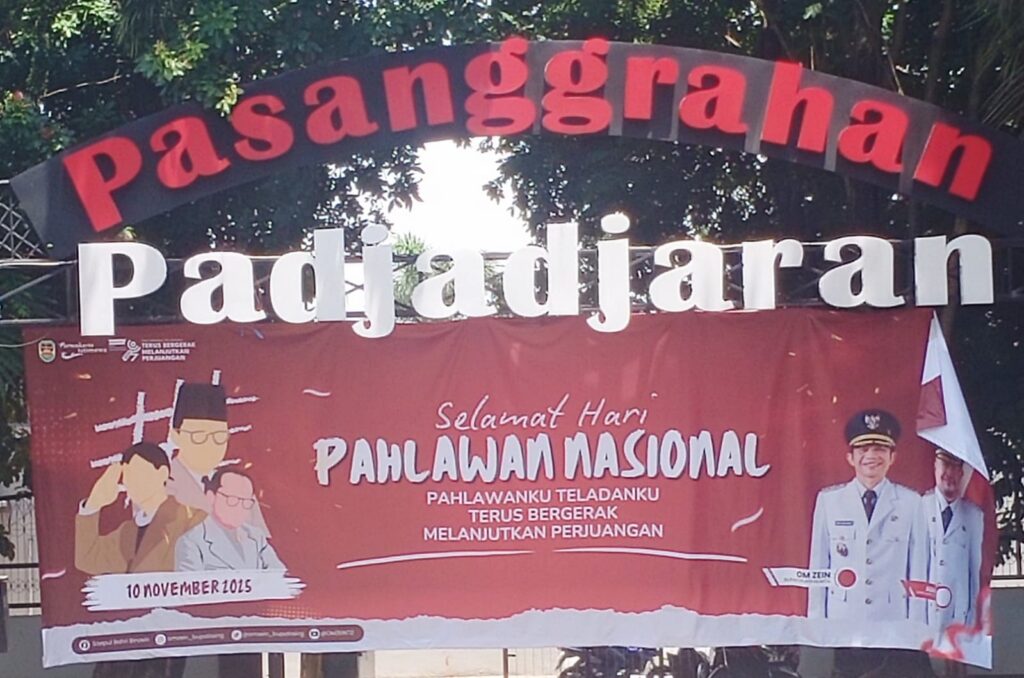 Pasanggrahan
Padjadjaran
TERUS BERGERAK
MELANJUTKAN
PERJUANGAN
Selamat Hari
PAHLAWAN NASIONAL
PAHLAWANKU TELADANKU
TERUS BERGERAK
MELANJUTKAN PERJUANGAN
10 NOVEMBER 2025
OM ZEIN